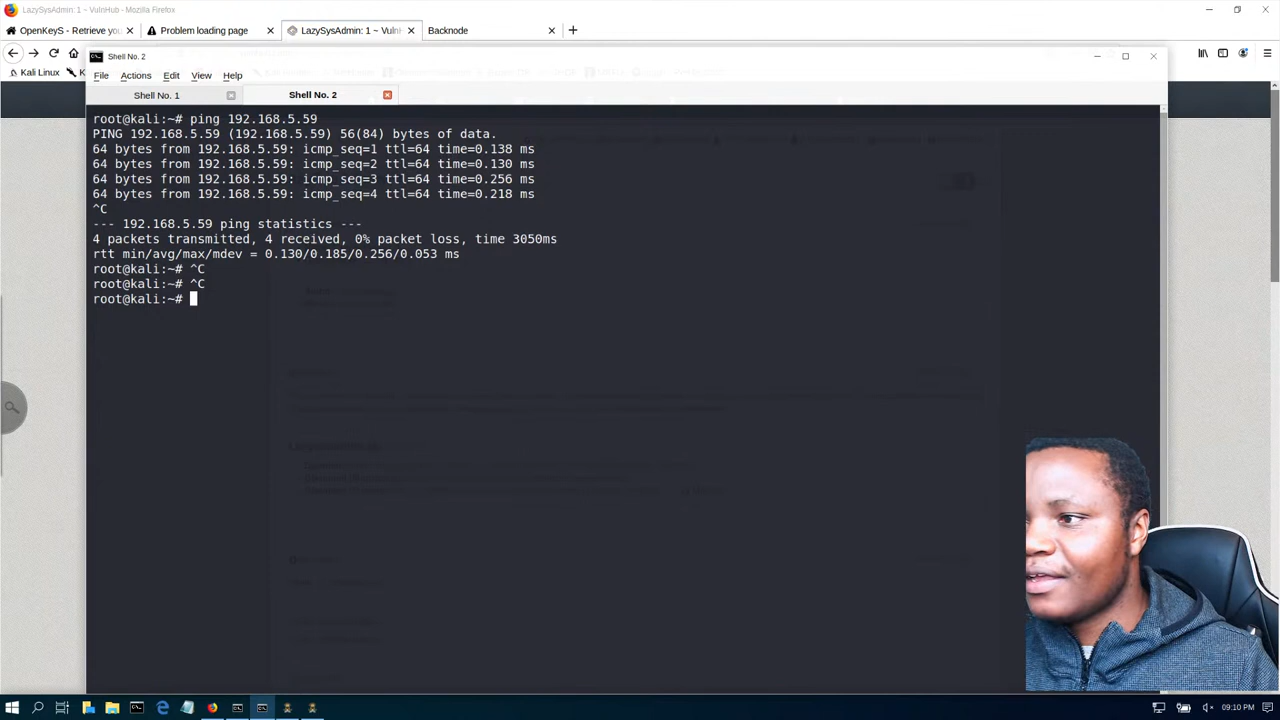 LazySysAdmin: 1 ~ VulnHub - Mozilla Firefox
OpenKeyS - Retrieve you
Problem loading page
LazySysAdmin: 1 ~ Vuln
Backnode
Kali Linux
Shell No. 2
File Actions Edit View Help
Shell No. 1
Shell No. 2
root@kali:~# ping 192.168.5.59
PING 192.168.5.59 (192.168.5.59) 56(84) bytes of data.
64 bytes from 192.168.5.59: icmp_seq=1 ttl=64 time=0.138 ms
64 bytes from 192.168.5.59: icmp_seq=2 ttl=64 time=0.130 ms
64 bytes from 192.168.5.59: icmp_seq=3 ttl=64 time=0.256 ms
64 bytes from 192.168.5.59: icmp_seq=4 ttl=64 time=0.218 ms
^C
--- 192.168.5.59 ping statistics ---
4 packets transmitted, 4 received, 0% packet loss, time 3050ms
rtt min/avg/max/mdev = 0.130/0.185/0.256/0.053 ms
root@kali:~# ^C
root@kali:~# ^C
root@kali:~#
09:10 PM